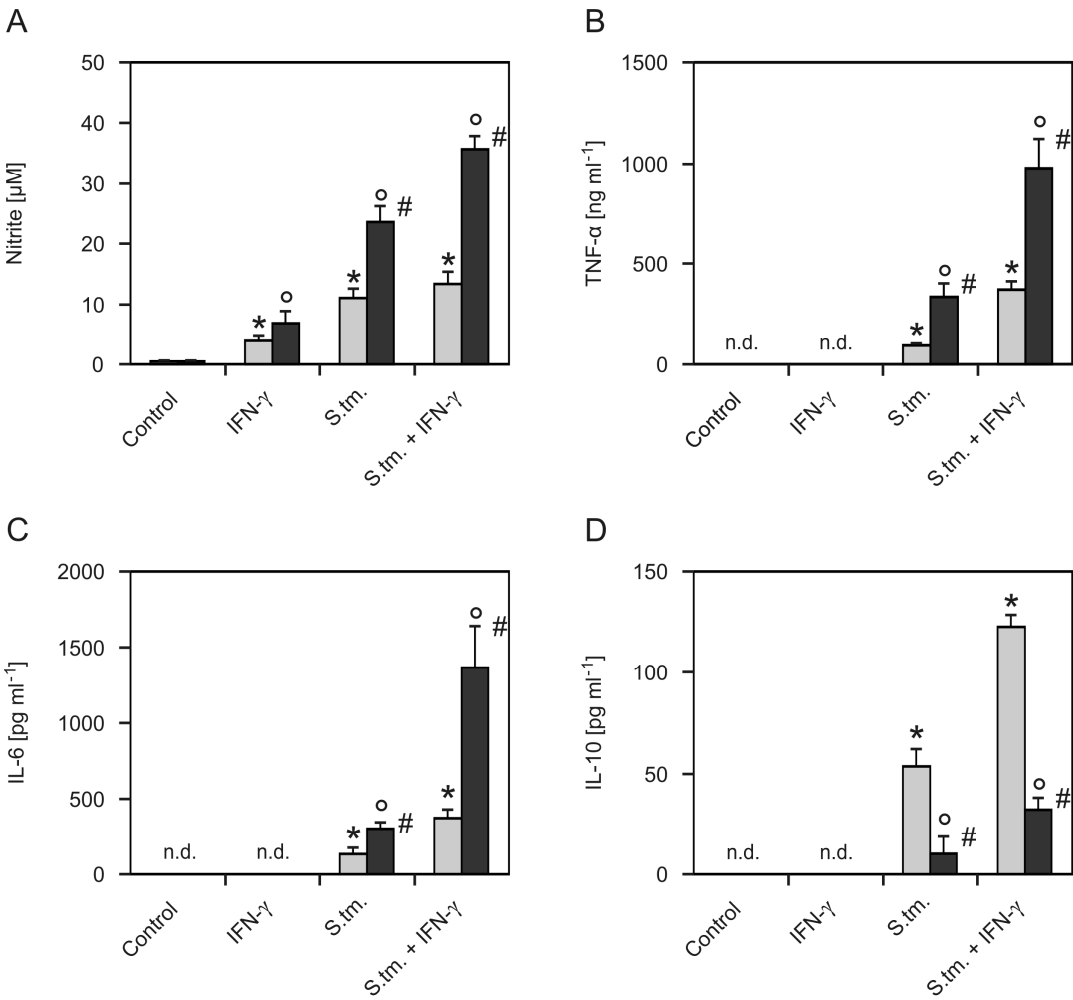 A
Nitrite [µM]
50
40
30
20
10
0
*
o
*
o
#
*
o
#
Control
IFN-γ
S.tm.
S.tm. + IFN-γ
B
TNF-α [ng ml⁻¹]
1500
1000
500
0
n.d.
n.d.
*
o
#
*
o
#
Control
IFN-γ
S.tm.
S.tm. + IFN-γ
C
IL-6 [pg ml⁻¹]
2000
1500
1000
500
0
n.d.
n.d.
*
o
#
*
o
#
Control
IFN-γ
S.tm.
S.tm. + IFN-γ
D
IL-10 [pg ml⁻¹]
150
100
50
0
n.d.
n.d.
*
o
#
*
o
#
Control
IFN-γ
S.tm.
S.tm. + IFN-γ